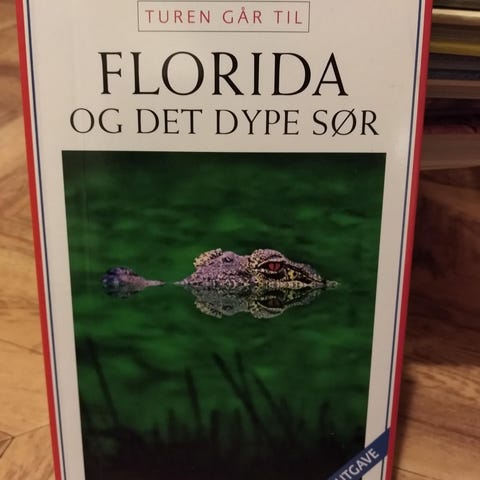 TUREN GÅR TIL
FLORIDA
OG DET DYPE SØR
UTGAVE